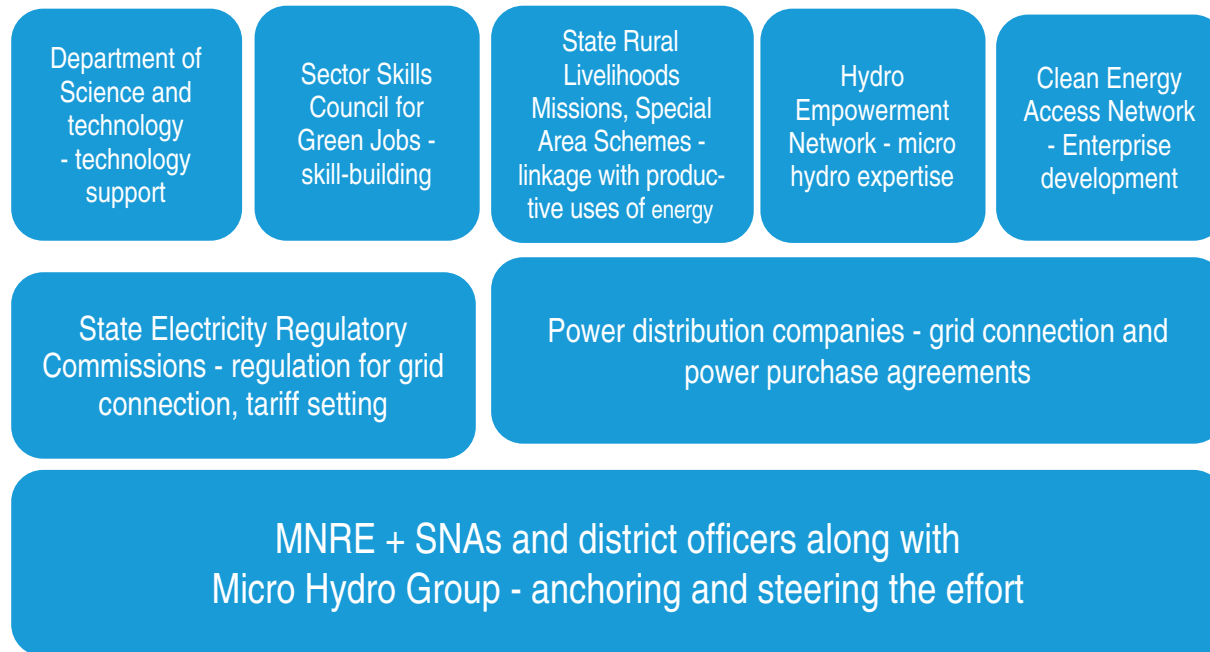 Department of
Science and
technology
- technology
support
Sector Skills
Council for
Green Jobs -
skill-building
State Rural
Livelihoods
Missions, Special
Area Schemes -
linkage with produc-
tive uses of energy
Hydro
Empowerment
Network - micro
hydro expertise
Clean Energy
Access Network
- Enterprise
development
State Electricity Regulatory
Commissions - regulation for grid
connection, tariff setting
Power distribution companies - grid connection and
power purchase agreements
MNRE + SNAs and district officers along with
Micro Hydro Group - anchoring and steering the effort